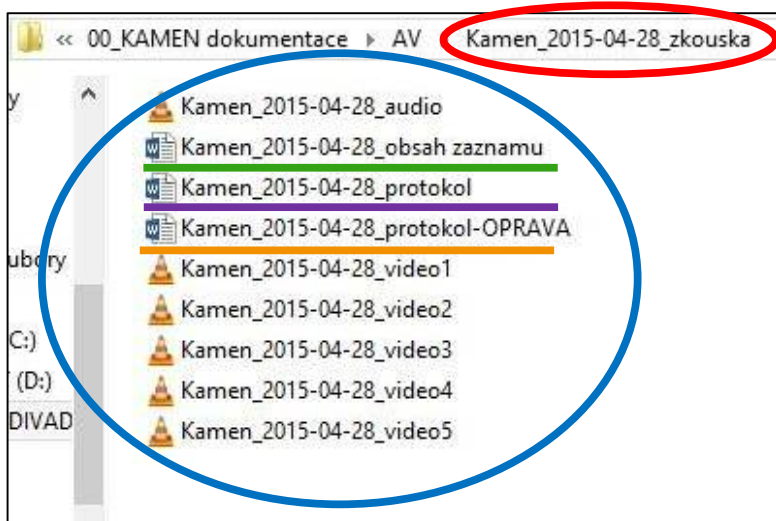 « 00_KAMEN dokumentace ▸ AV Kamen_2015-04-28_zkouska
y
Kamen_2015-04-28_audio
Kamen_2015-04-28_obsah zaznamu
Kamen_2015-04-28_protokol
Kamen_2015-04-28_protokol-OPRAVA
ubory
Kamen_2015-04-28_video1
Kamen_2015-04-28_video2
C:)
Kamen_2015-04-28_video3
(D:)
Kamen_2015-04-28_video4
DIVAD
Kamen_2015-04-28_video5